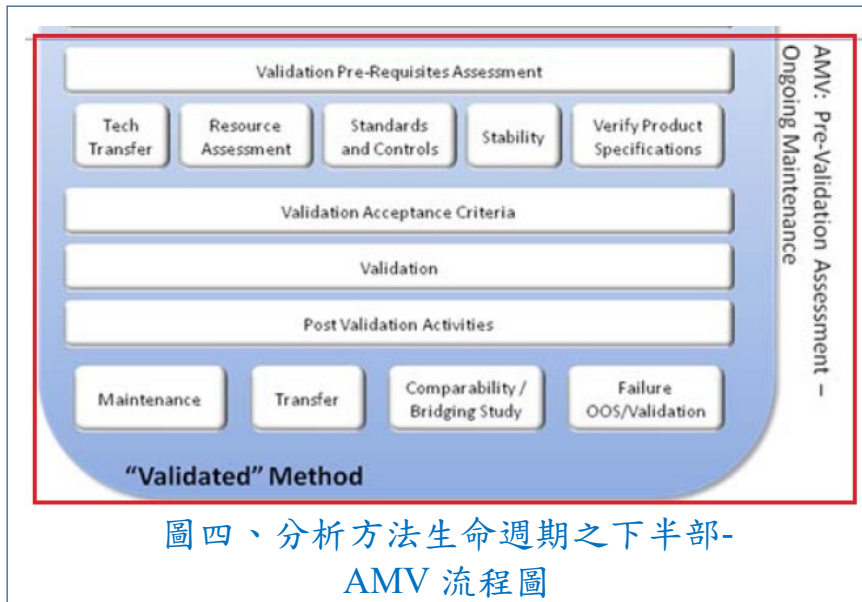 Validation Pre-Requisites Assessment
Tech
Transfer
Resource
Assessment
Standards
and Controls
Stability
Verify Product
Specifications
Validation Acceptance Criteria
Validation
Post Validation Activities
Maintenance
Transfer
Comparability /
Bridging Study
Failure
OOS/Validation
“Validated” Method
AMV: Pre-Validation Assessment –
Ongoing Maintenance
圖四、分析方法生命週期之下半部-
AMV 流程圖